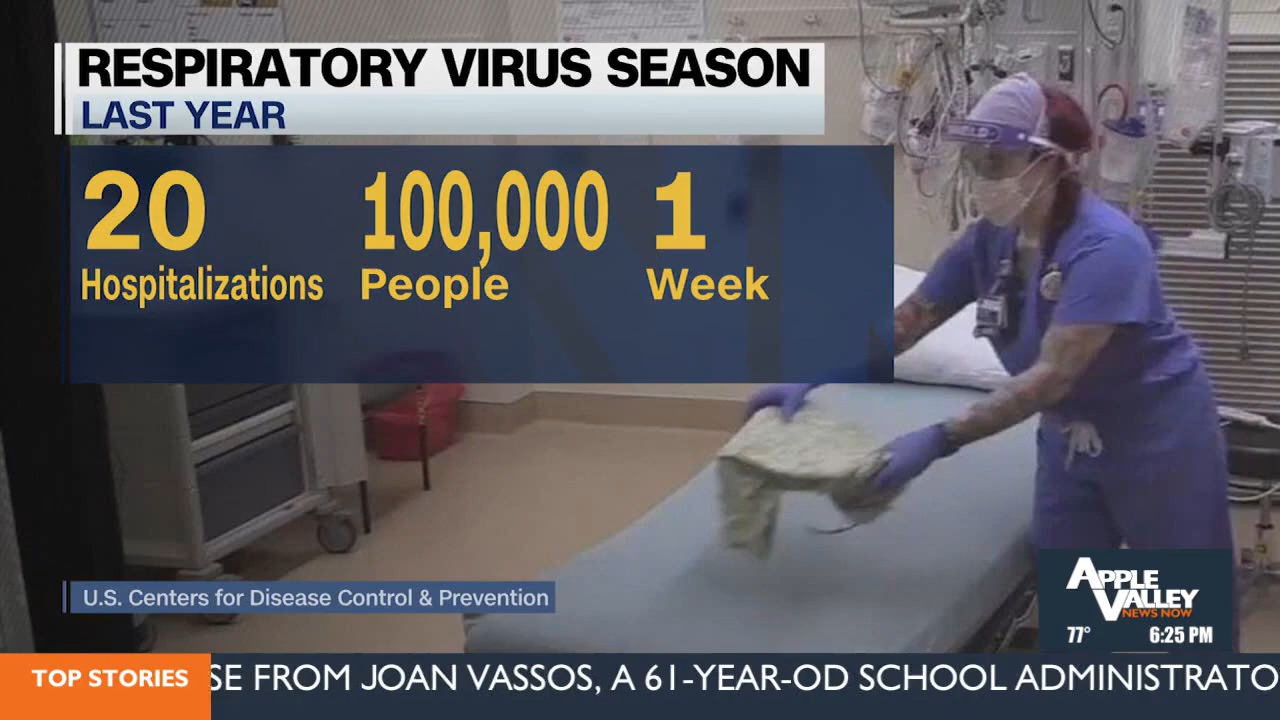 RESPIRATORY VIRUS SEASON
LAST YEAR
20 100,000 1
Hospitalizations People Week
U.S. Centers for Disease Control & Prevention
APPLE
VALLEY
NEWS NOW
77° 6:25 PM
TOP STORIES SE FROM JOAN VASSOS, A 61-YEAR-OD SCHOOL ADMINISTRATO